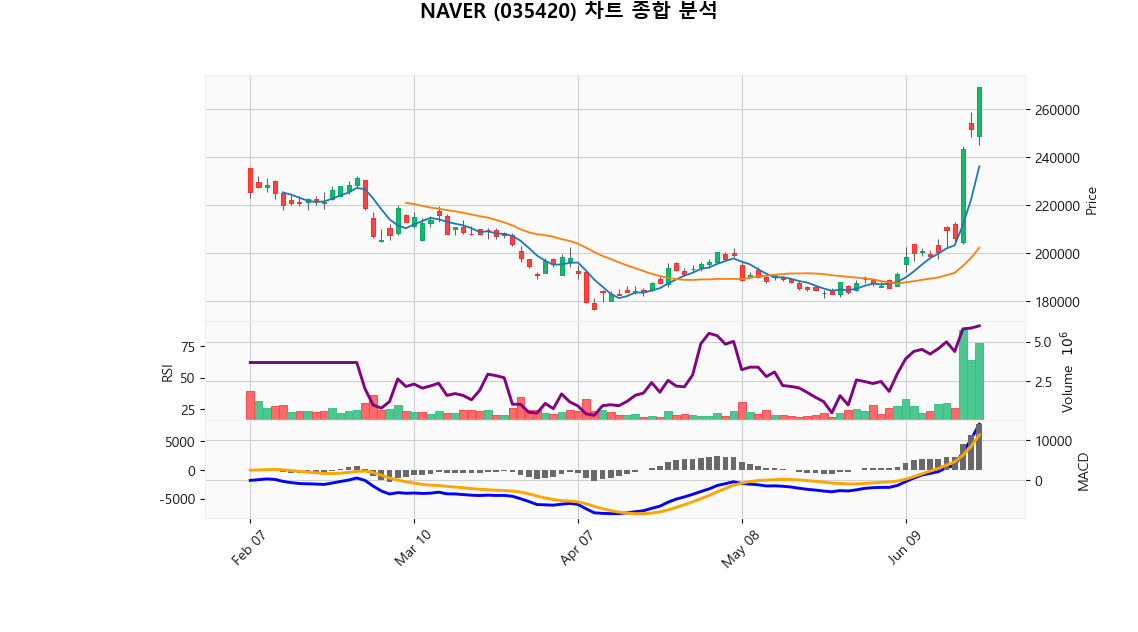 NAVER (035420) 차트 종합 분석
260000
240000
220000
200000
180000
Price
75
50
25
RSI
5.0
2.5
Volume 10⁶
5000
0
−5000
10000
0
MACD
Feb 07
Mar 10
Apr 07
May 08
Jun 09